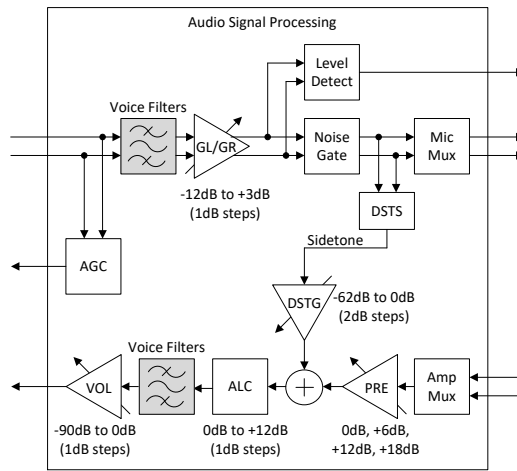 Audio Signal Processing
Level
Detect
Voice Filters
GL/GR
Noise
Gate
Mic
Mux
-12dB to +3dB
(1dB steps)
DSTS
Sidetone
AGC
DSTG
-62dB to 0dB
(2dB steps)
Voice Filters
VOL
ALC
PRE
Amp
Mux
-90dB to 0dB
(1dB steps)
0dB to +12dB
(1dB steps)
0dB, +6dB,
+12dB, +18dB